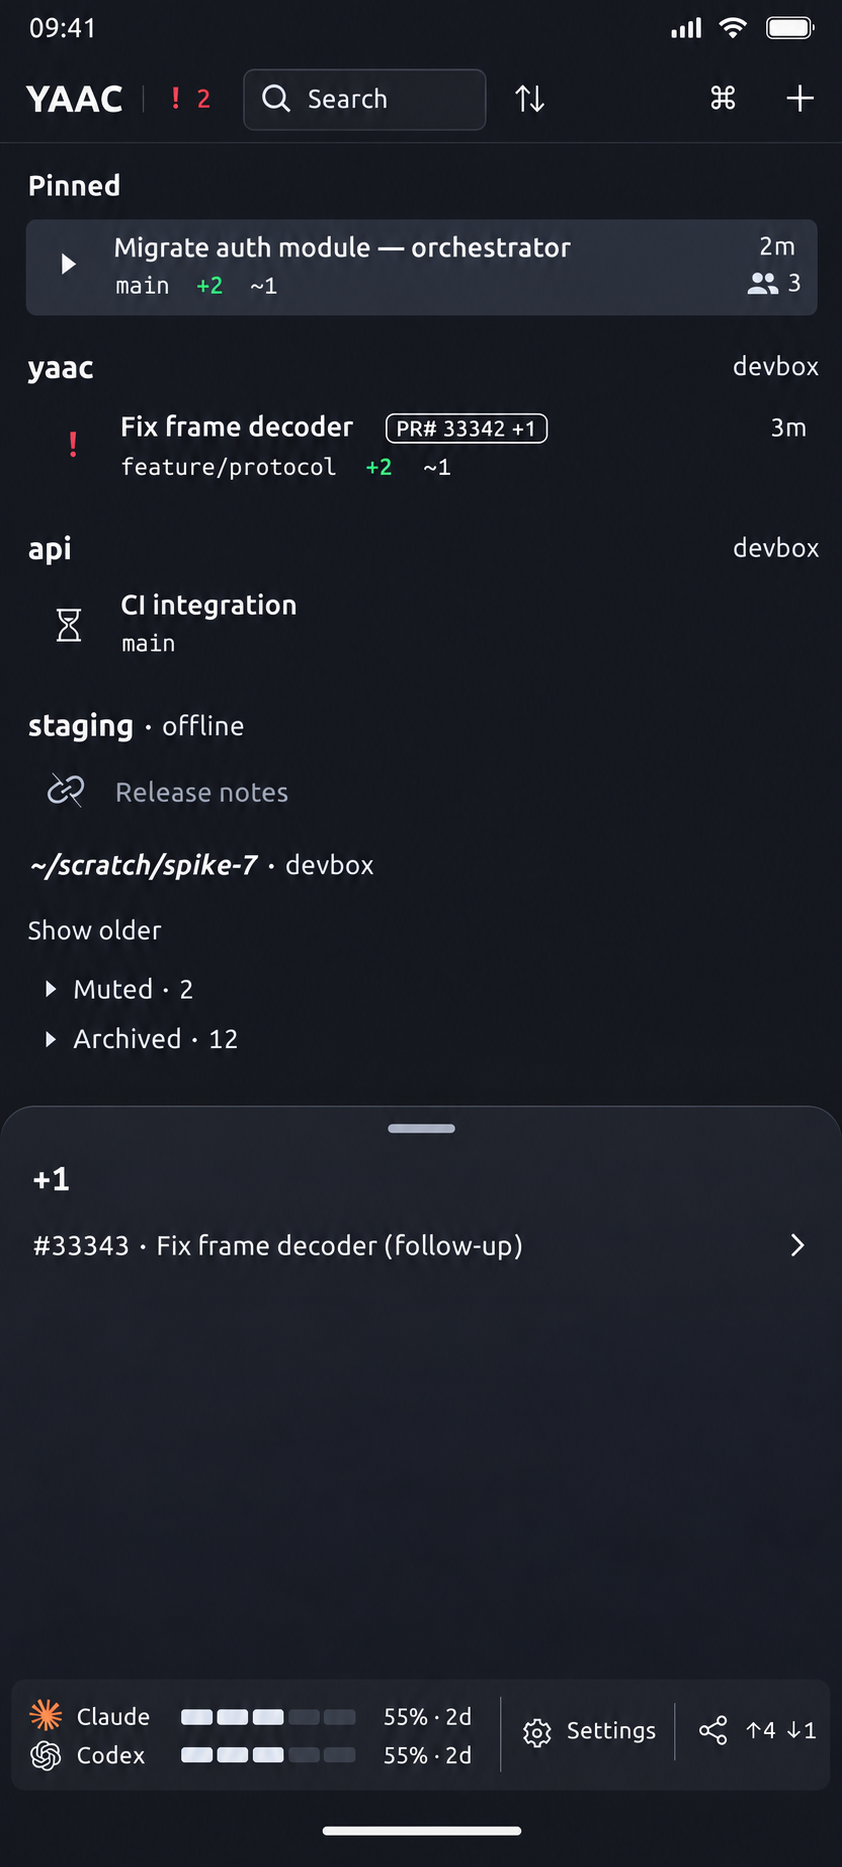 09:41
YAAC ! 2 Search ⌘ +
Pinned
Migrate auth module — orchestrator 2m
main +2 ~1 3
yaac devbox
! Fix frame decoder PR# 33342 +1 3m
feature/protocol +2 ~1
api devbox
CI integration
main
staging · offline
Release notes
~/scratch/spike-7 · devbox
Show older
Muted · 2
Archived · 12
+1
#33343 · Fix frame decoder (follow-up)
Claude 55% · 2d
Codex 55% · 2d
Settings ↑4 ↓1